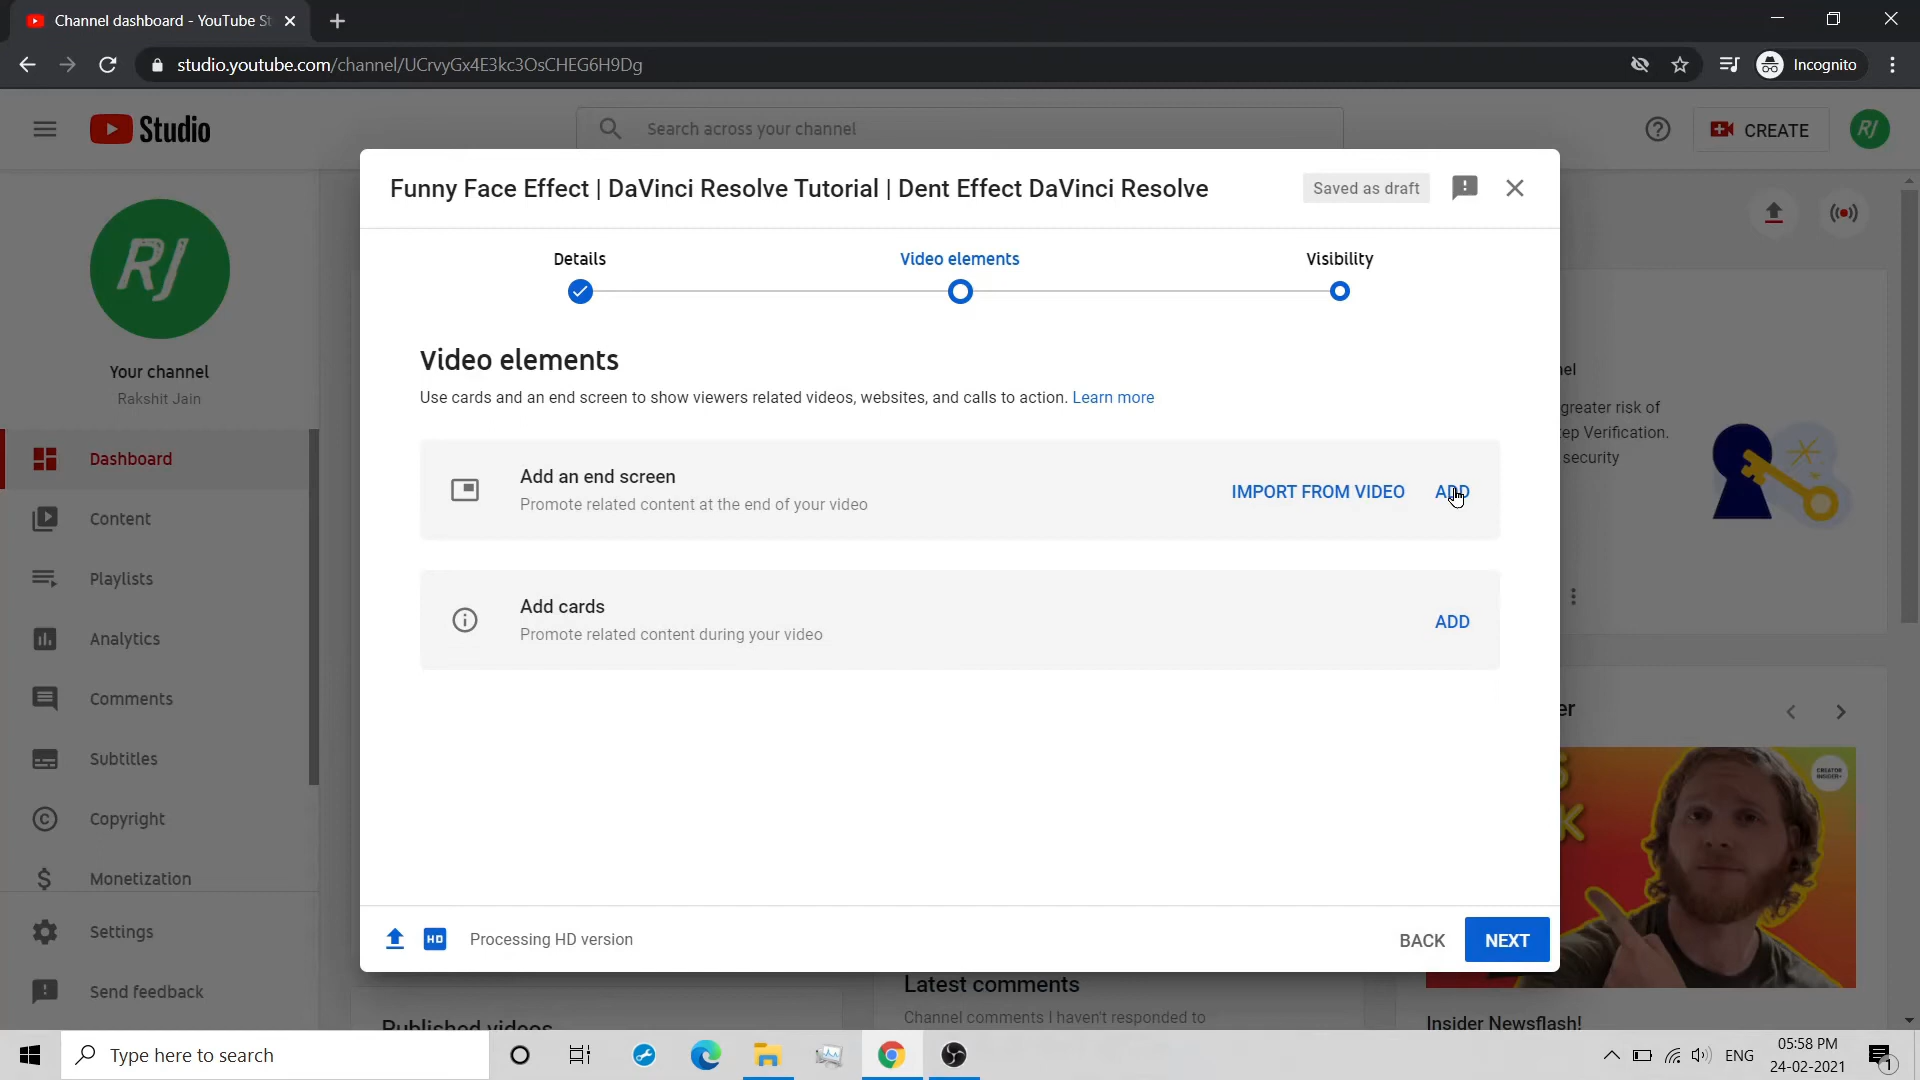 Channel dashboard - YouTube St
studio.youtube.com/channel/UCrvyGx4E3kc3OsCHEG6H9Dg
Incognito
Studio
Search across your channel
CREATE
RJ
Funny Face Effect | DaVinci Resolve Tutorial | Dent Effect DaVinci Resolve
Saved as draft
Details
Video elements
Visibility
RJ
Your channel
Rakshit Jain
Video elements
Use cards and an end screen to show viewers related videos, websites, and calls to action. Learn more
Add an end screen
Promote related content at the end of your video
IMPORT FROM VIDEO
ADD
Add cards
Promote related content during your video
ADD
Dashboard
Content
Playlists
Analytics
Comments
Subtitles
Copyright
Monetization
Settings
Send feedback
greater risk of
ep Verification.
security
CREATOR
INSIDER+
HD
Processing HD version
BACK
NEXT
Latest comments
Channel comments I haven't responded to
Published videos
Insider Newsflash!
Type here to search
ENG
05:58 PM
24-02-2021
1